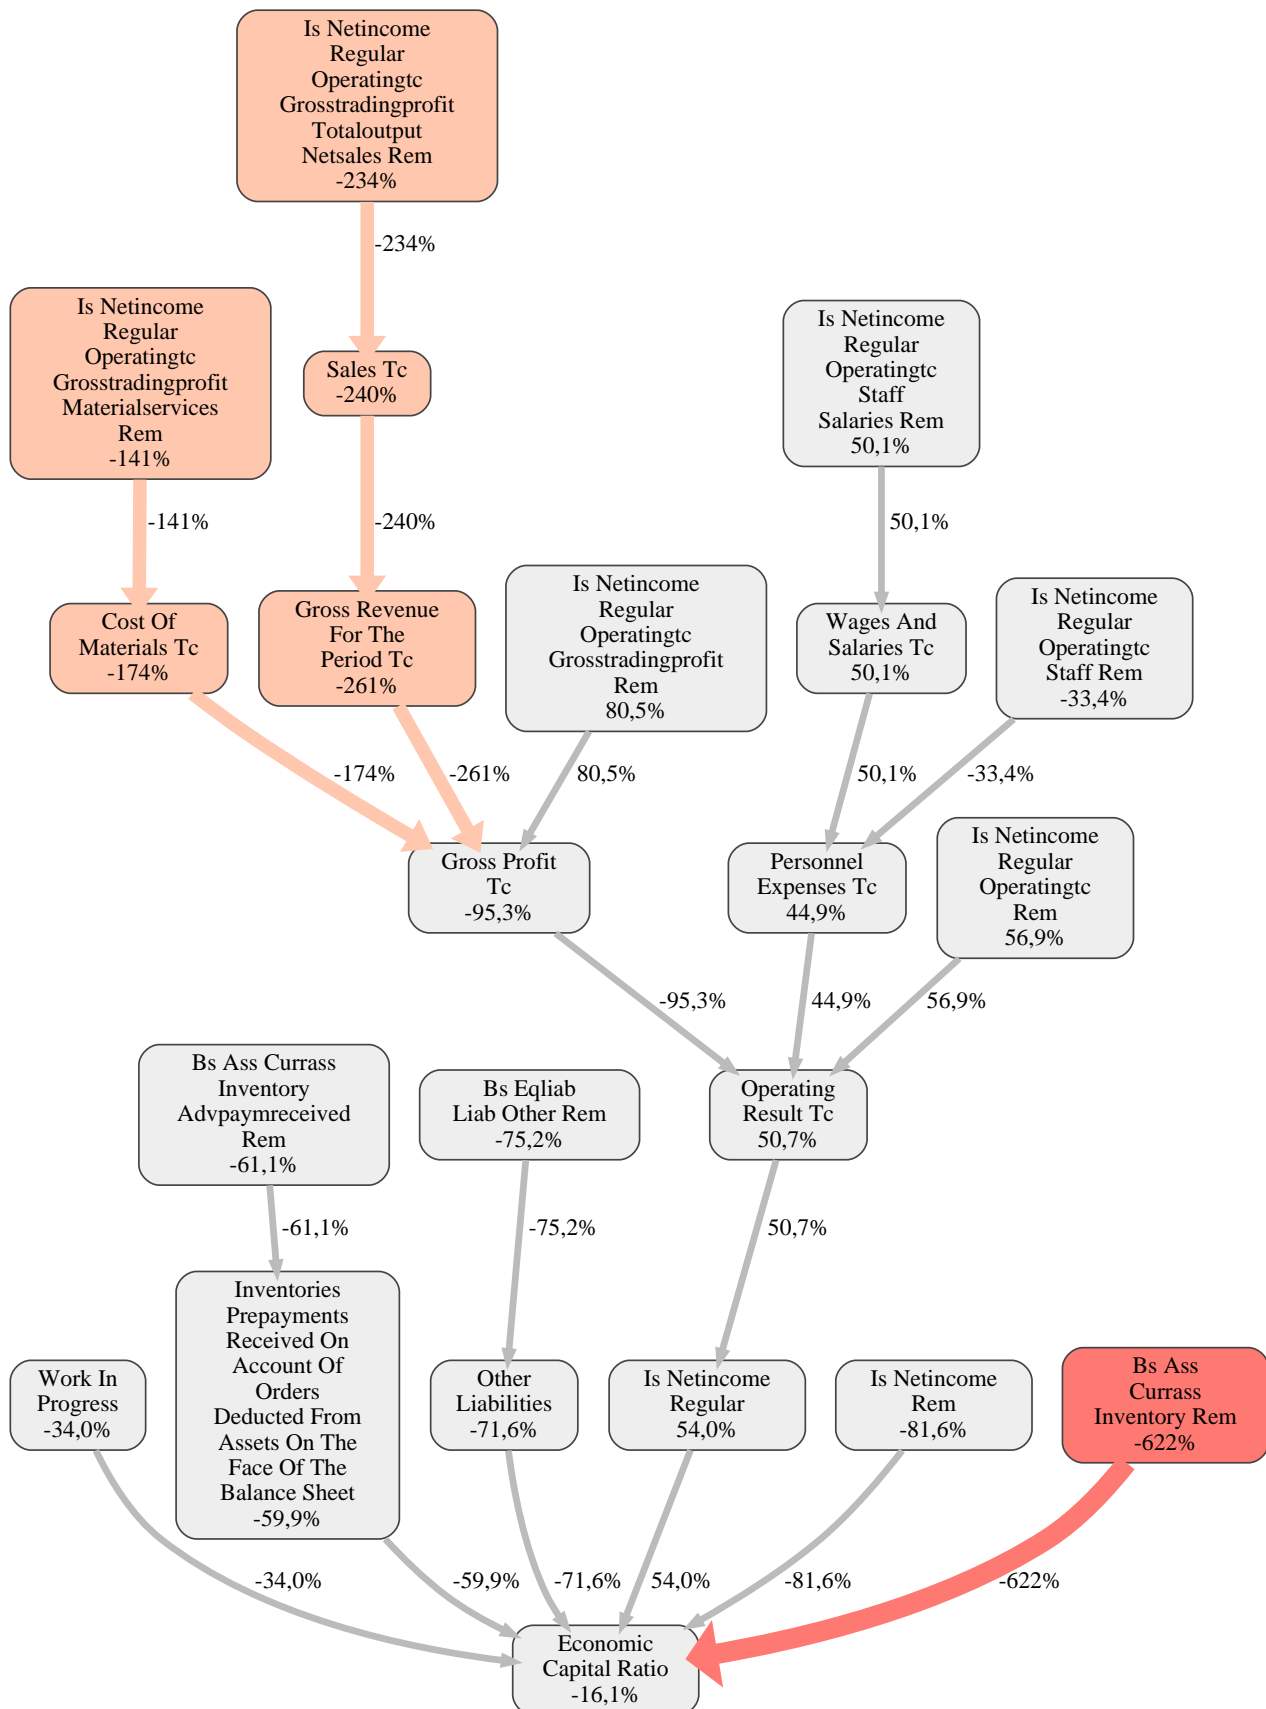 Is Netincome
Regular
Operatingtc
Grosstradingprofit
Totaloutput
Netsales Rem
-234%
-234%
Is Netincome
Regular
Operatingtc
Grosstradingprofit
Materialservices
Rem
-141%
Sales Tc
-240%
Is Netincome
Regular
Operatingtc
Staff
Salaries Rem
50,1%
-141%
-240%
50,1%
Cost Of
Materials Tc
-174%
Gross Revenue
For The
Period Tc
-261%
Is Netincome
Regular
Operatingtc
Grosstradingprofit
Rem
80,5%
Wages And
Salaries Tc
50,1%
Is Netincome
Regular
Operatingtc
Staff Rem
-33,4%
-174%
-261%
80,5%
50,1%
-33,4%
Gross Profit
Tc
-95,3%
Personnel
Expenses Tc
44,9%
Is Netincome
Regular
Operatingtc
Rem
56,9%
-95,3%
44,9%
56,9%
Bs Ass Currass
Inventory
Advpaymreceived
Rem
-61,1%
Bs Eqliab
Liab Other Rem
-75,2%
Operating
Result Tc
50,7%
-61,1%
-75,2%
50,7%
Work In
Progress
-34,0%
Inventories
Prepayments
Received On
Account Of
Orders
Deducted From
Assets On The
Face Of The
Balance Sheet
-59,9%
Other
Liabilities
-71,6%
Is Netincome
Regular
54,0%
Is Netincome
Rem
-81,6%
Bs Ass
Currass
Inventory Rem
-622%
-34,0%
-59,9%
-71,6%
54,0%
-81,6%
-622%
Economic
Capital Ratio
-16,1%